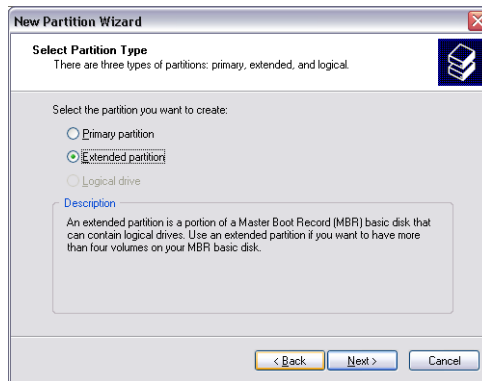 New Partition Wizard
Select Partition Type
There are three types of partitions: primary, extended, and logical.
Select the partition you want to create:
Primary partition
Extended partition
Logical drive
Description
An extended partition is a portion of a Master Boot Record (MBR) basic disk that
can contain logical drives. Use an extended partition if you want to have more
than four volumes on your MBR basic disk.
< Back Next > Cancel